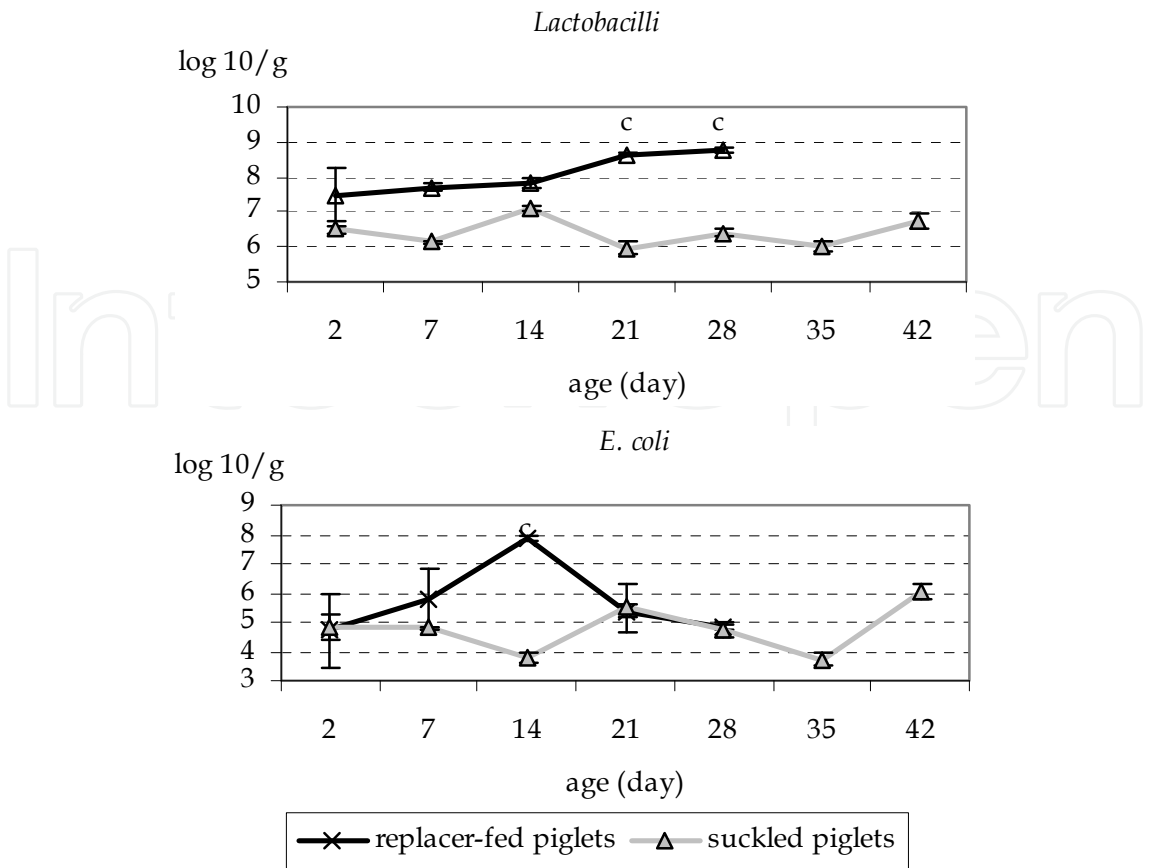 Lactobacilli
log 10/g
10
9
8
7
6
5
c c
2 7 14 21 28 35 42
age (day)
E. coli
log 10/g
9
8
7
6
5
4
3
c
2 7 14 21 28 35 42
age (day)
replacer-fed piglets suckled piglets